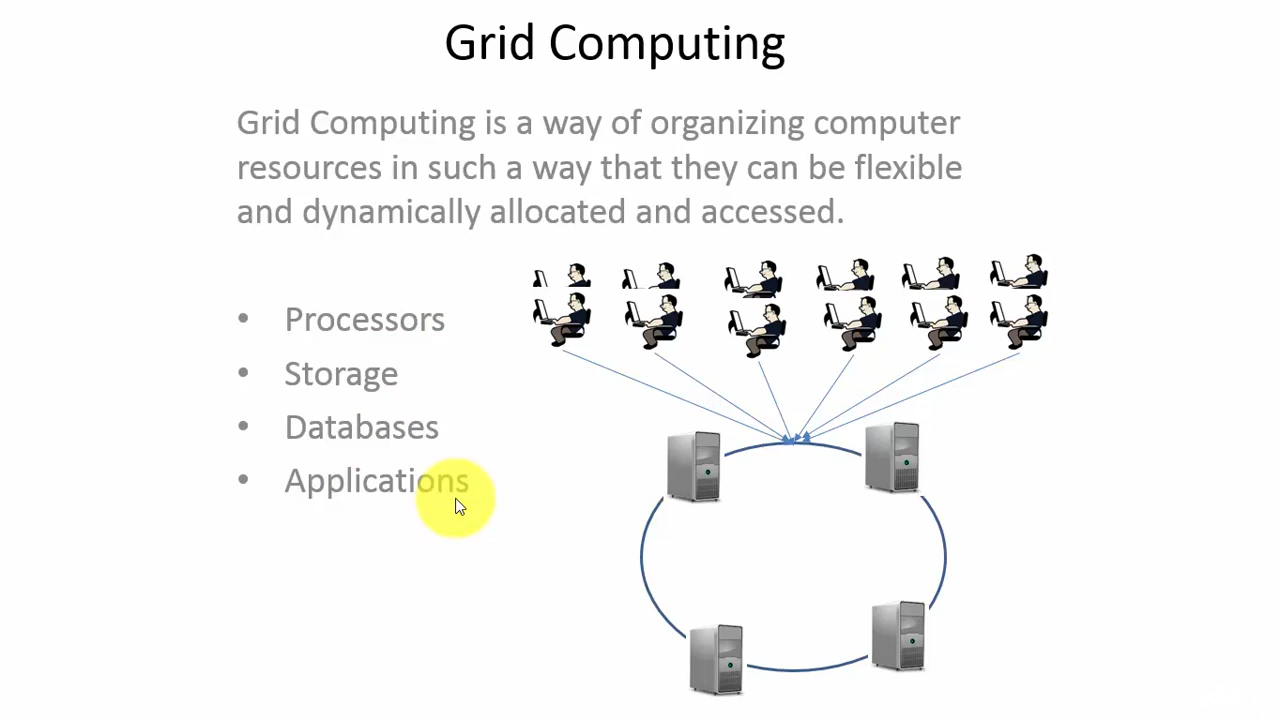 Grid Computing
Grid Computing is a way of organizing computer
resources in such a way that they can be flexible
and dynamically allocated and accessed.
• Processors
• Storage
• Databases
• Applications